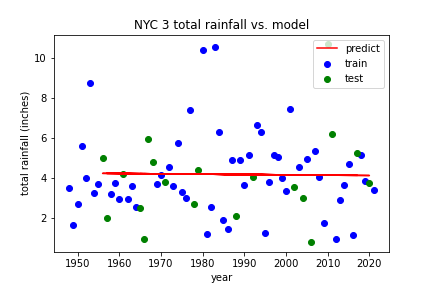 NYC 3 total rainfall vs. model
predict
train
test
total rainfall (inches)
10
8
6
4
2
1950 1960 1970 1980 1990 2000 2010 2020
year